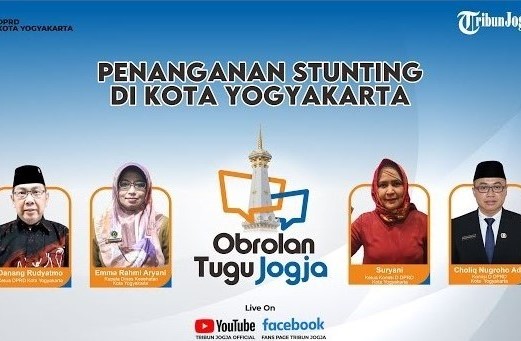 DPRD
KOTA YOGYAKARTA
TribunJog
PENANGANAN STUNTING
DI KOTA YOGYAKARTA
Danang Rudyatmo
Ketua DPRD Kota Yogyakarta
Emma Rahmi Aryani
Kepala Dinas Kesehatan
Kota Yogyakarta
Obrolan
Tugu Jogja
Suryani
Ketua Komisi D DPRD
Kota Yogyakarta
Choliq Nugroho Ad
Komisi D DPRD
Kota Yogyakarta
Live On
YouTube
TRIBUN JOGJA OFFICIAL
facebook
FANS PAGE TRIBUN JOGJA